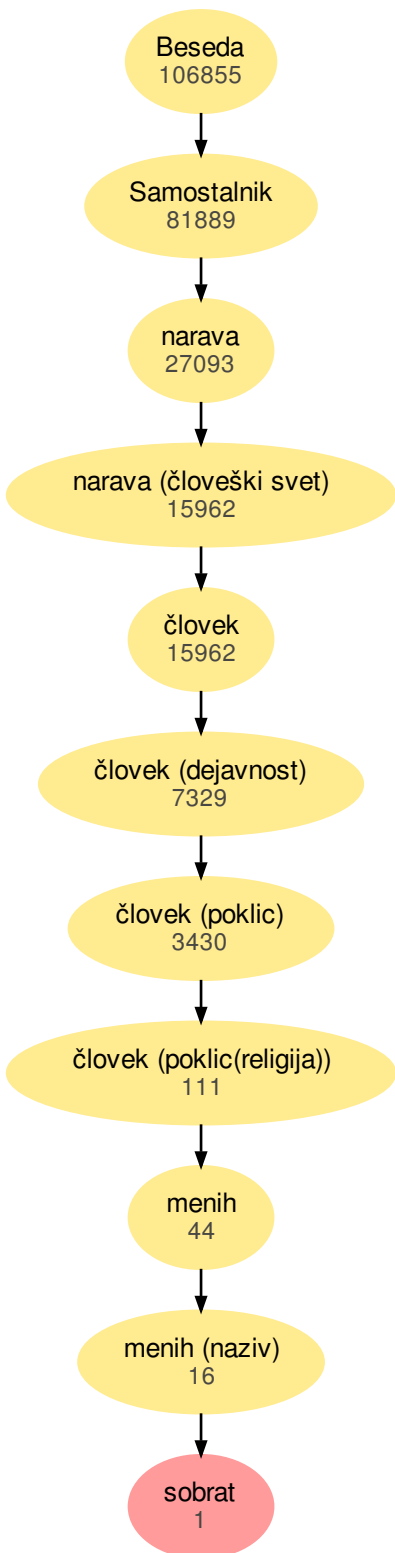 Beseda
106855
Samostalnik
81889
narava
27093
narava (človeški svet)
15962
človek
15962
človek (dejavnost)
7329
človek (poklic)
3430
človek (poklic(religija))
111
menih
44
menih (naziv)
16
sobrat
1